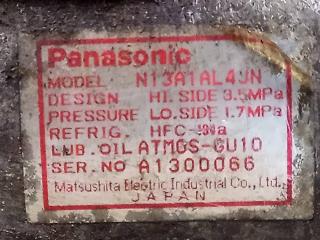 Panasonic
MODEL N13A1AL4JN
DESIGN HI. SIDE 3.5MPa
PRESSURE LO. SIDE 1.7MPa
REFRIG.
LUB. OIL ATMGS-GU10
SER. NO A1300066
Matsushita Electric Industrial Co., Ltd.
JAPAN